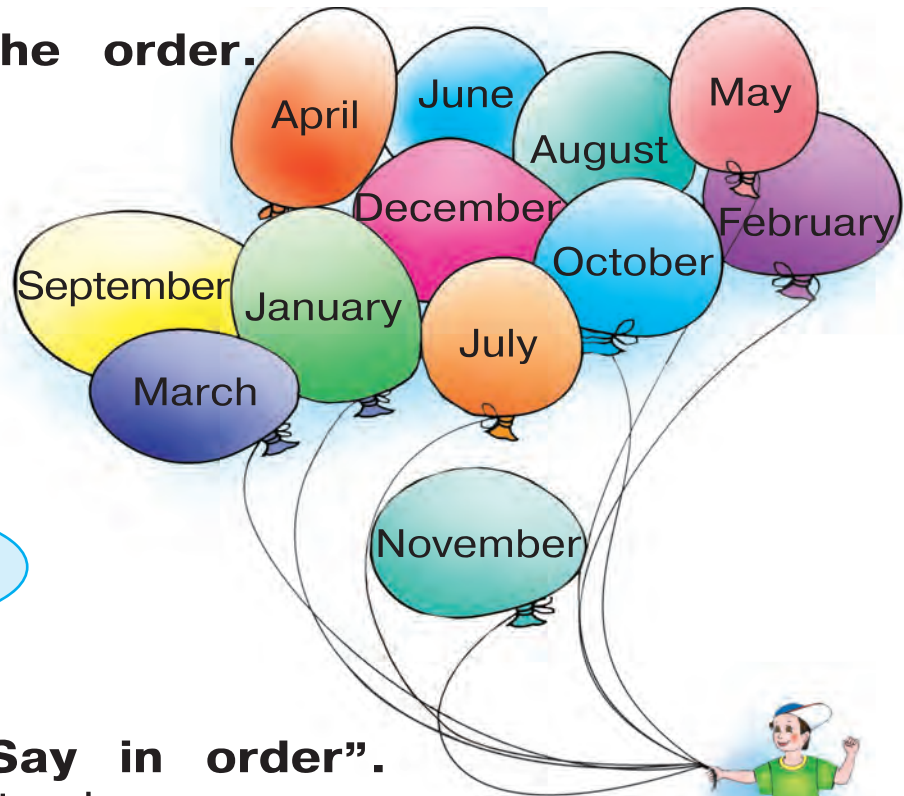 he order.
April
June
May
August
December
February
October
September
January
July
March
November
Say in order”.